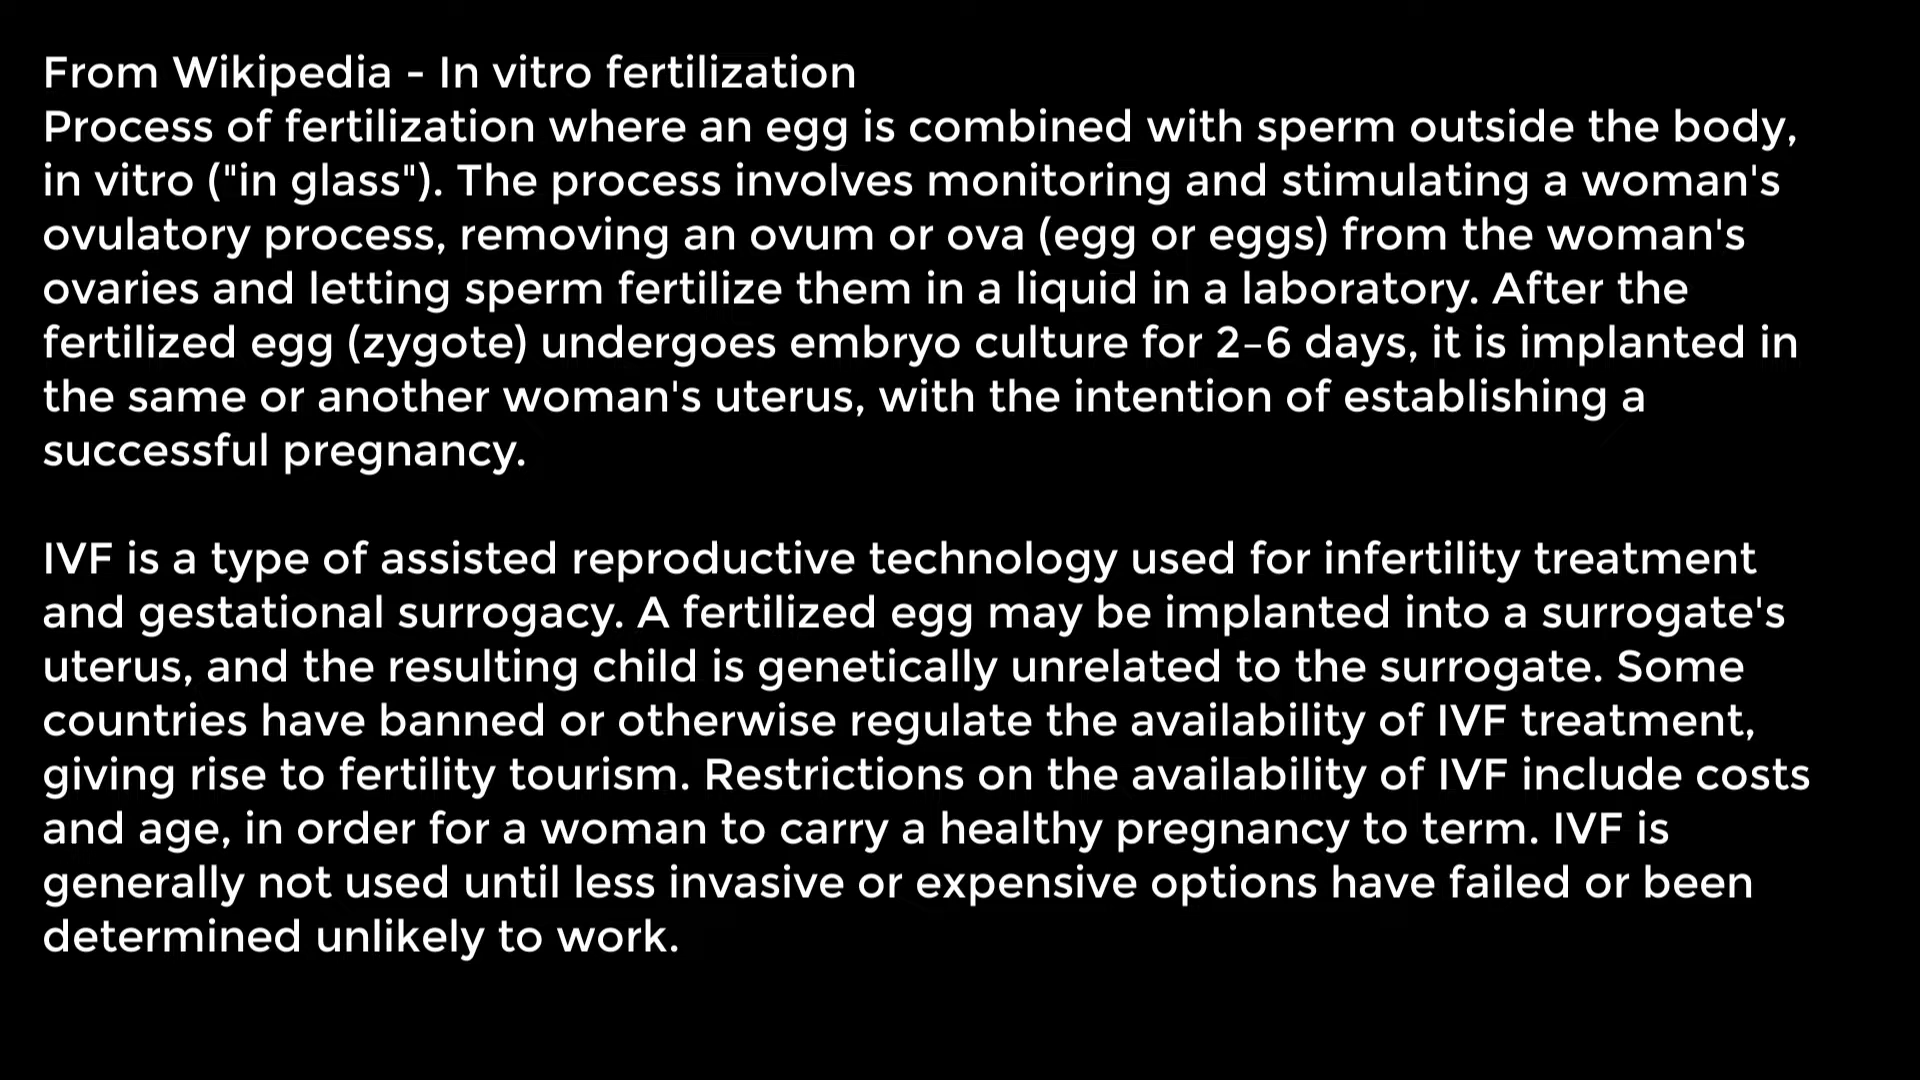 From Wikipedia - In vitro fertilization
Process of fertilization where an egg is combined with sperm outside the body,
in vitro ("in glass"). The process involves monitoring and stimulating a woman's
ovulatory process, removing an ovum or ova (egg or eggs) from the woman's
ovaries and letting sperm fertilize them in a liquid in a laboratory. After the
fertilized egg (zygote) undergoes embryo culture for 2–6 days, it is implanted in
the same or another woman's uterus, with the intention of establishing a
successful pregnancy.

IVF is a type of assisted reproductive technology used for infertility treatment
and gestational surrogacy. A fertilized egg may be implanted into a surrogate's
uterus, and the resulting child is genetically unrelated to the surrogate. Some
countries have banned or otherwise regulate the availability of IVF treatment,
giving rise to fertility tourism. Restrictions on the availability of IVF include costs
and age, in order for a woman to carry a healthy pregnancy to term. IVF is
generally not used until less invasive or expensive options have failed or been
determined unlikely to work.